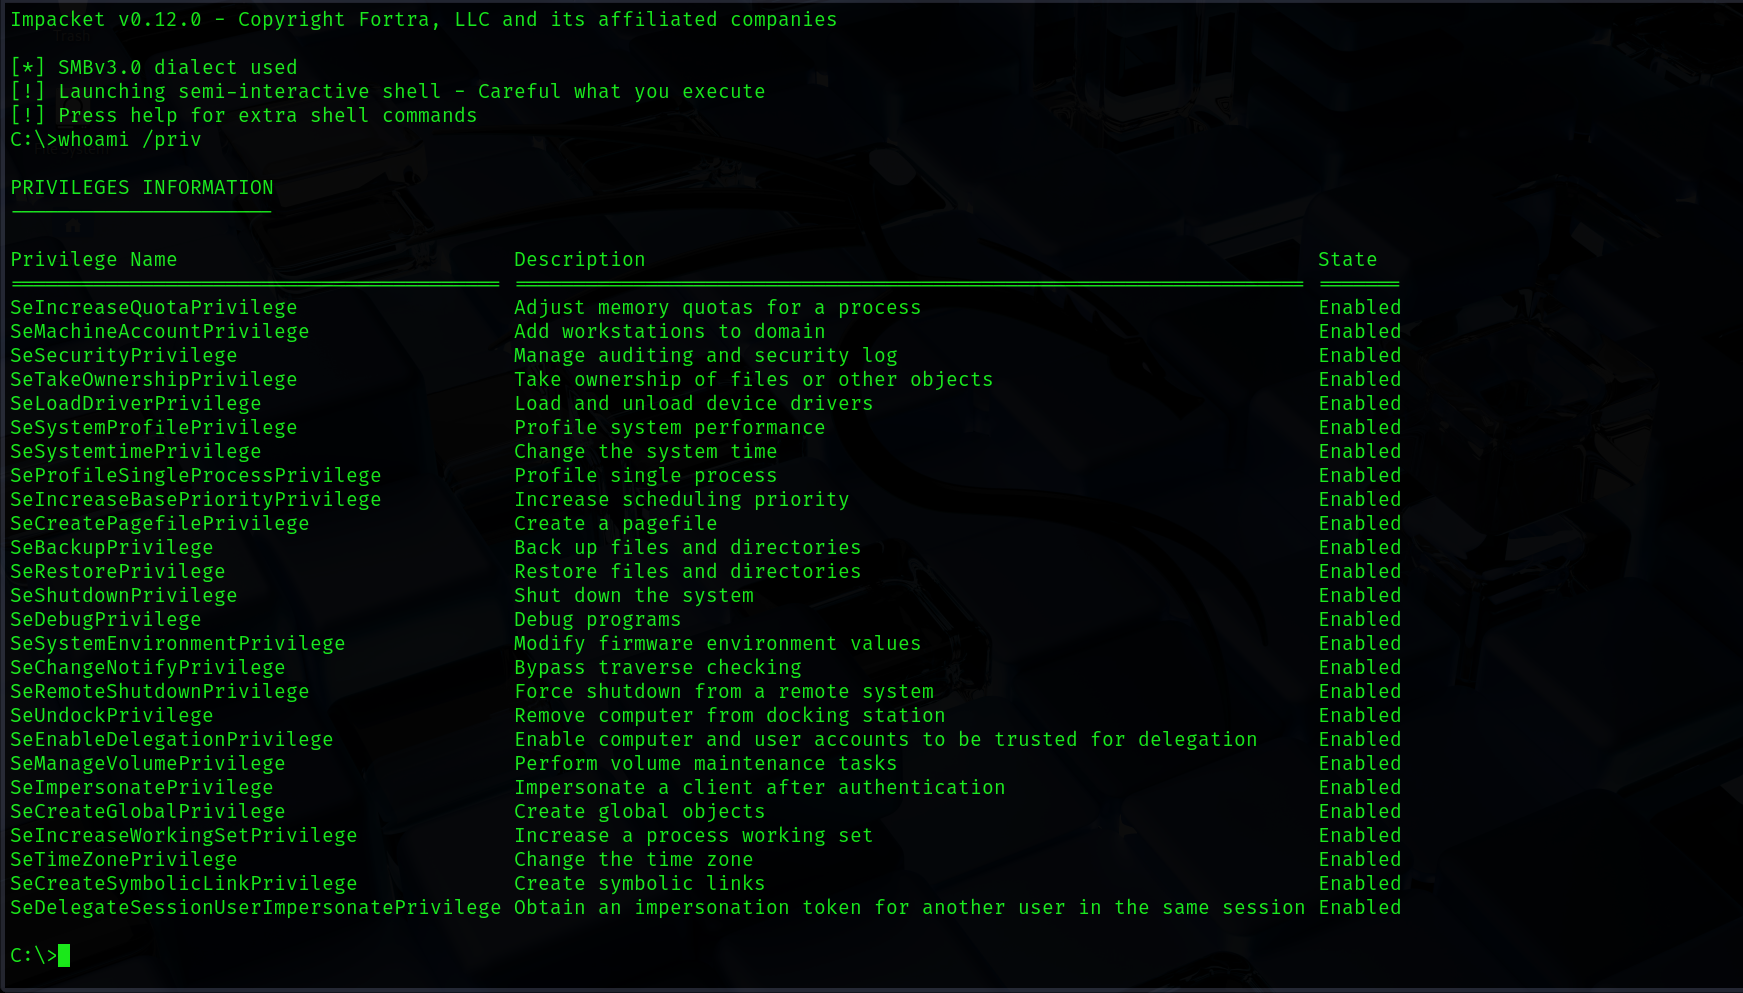 Impacket v0.12.0 - Copyright Fortra, LLC and its affiliated companies
[*] SMBv3.0 dialect used
[!] Launching semi-interactive shell - Careful what you execute
[!] Press help for extra shell commands
C:\>whoami /priv
PRIVILEGES INFORMATION
----------------------
Privilege Name Description State
========================================= ================================================================== =======
SeIncreaseQuotaPrivilege Adjust memory quotas for a process Enabled
SeMachineAccountPrivilege Add workstations to domain Enabled
SeSecurityPrivilege Manage auditing and security log Enabled
SeTakeOwnershipPrivilege Take ownership of files or other objects Enabled
SeLoadDriverPrivilege Load and unload device drivers Enabled
SeSystemProfilePrivilege Profile system performance Enabled
SeSystemtimePrivilege Change the system time Enabled
SeProfileSingleProcessPrivilege Profile single process Enabled
SeIncreaseBasePriorityPrivilege Increase scheduling priority Enabled
SeCreatePagefilePrivilege Create a pagefile Enabled
SeBackupPrivilege Back up files and directories Enabled
SeRestorePrivilege Restore files and directories Enabled
SeShutdownPrivilege Shut down the system Enabled
SeDebugPrivilege Debug programs Enabled
SeSystemEnvironmentPrivilege Modify firmware environment values Enabled
SeChangeNotifyPrivilege Bypass traverse checking Enabled
SeRemoteShutdownPrivilege Force shutdown from a remote system Enabled
SeUndockPrivilege Remove computer from docking station Enabled
SeEnableDelegationPrivilege Enable computer and user accounts to be trusted for delegation Enabled
SeManageVolumePrivilege Perform volume maintenance tasks Enabled
SeImpersonatePrivilege Impersonate a client after authentication Enabled
SeCreateGlobalPrivilege Create global objects Enabled
SeIncreaseWorkingSetPrivilege Increase a process working set Enabled
SeTimeZonePrivilege Change the time zone Enabled
SeCreateSymbolicLinkPrivilege Create symbolic links Enabled
SeDelegateSessionUserImpersonatePrivilege Obtain an impersonation token for another user in the same session Enabled
C:\>